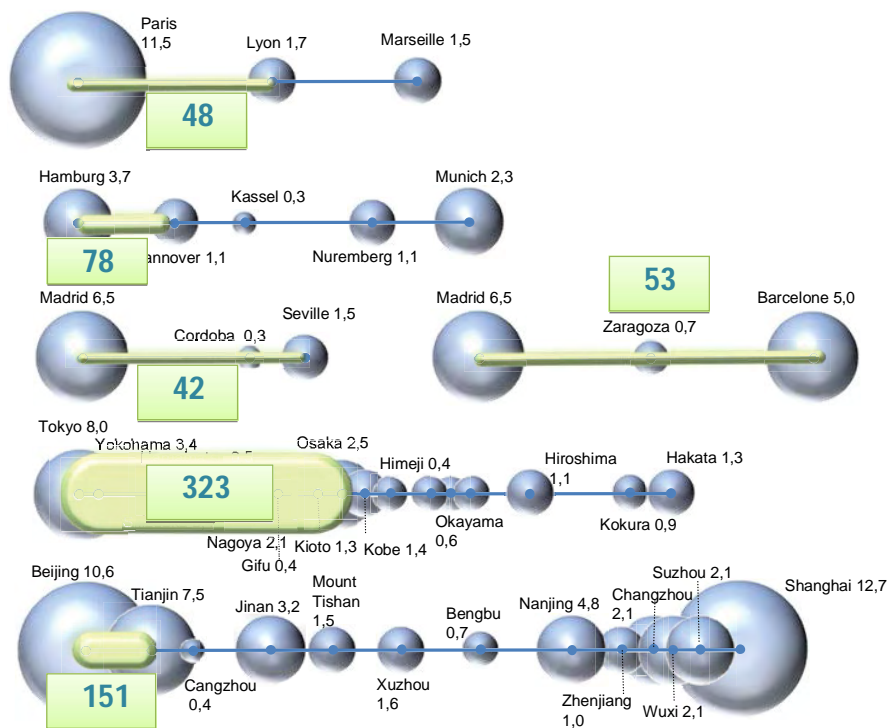 Paris
11,5
Lyon 1,7
Marseille 1,5
48
Hamburg 3,7
Kassel 0,3
Munich 2,3
78
annover 1,1
Nuremberg 1,1
53
Madrid 6,5
Seville 1,5
Cordoba 0,3
42
Madrid 6,5
Barcelone 5,0
Zaragoza 0,7
Tokyo 8,0
Yokohama 3,4
Osaka 2,5
Himeji 0,4
Hiroshima
1,1
Hakata 1,3
323
Okayama
0,6
Kokura 0,9
Nagoya 2,1
Kioto 1,3
Kobe 1,4
Gifu 0,4
Beijing 10,6
Tianjin 7,5
Jinan 3,2
Mount
Tishan
1,5
Bengbu
0,7
Nanjing 4,8
Changzhou
2,1
Suzhou 2,1
Shanghai 12,7
151
Cangzhou
0,4
Xuzhou
1,6
Zhenjiang
1,0
Wuxi 2,1